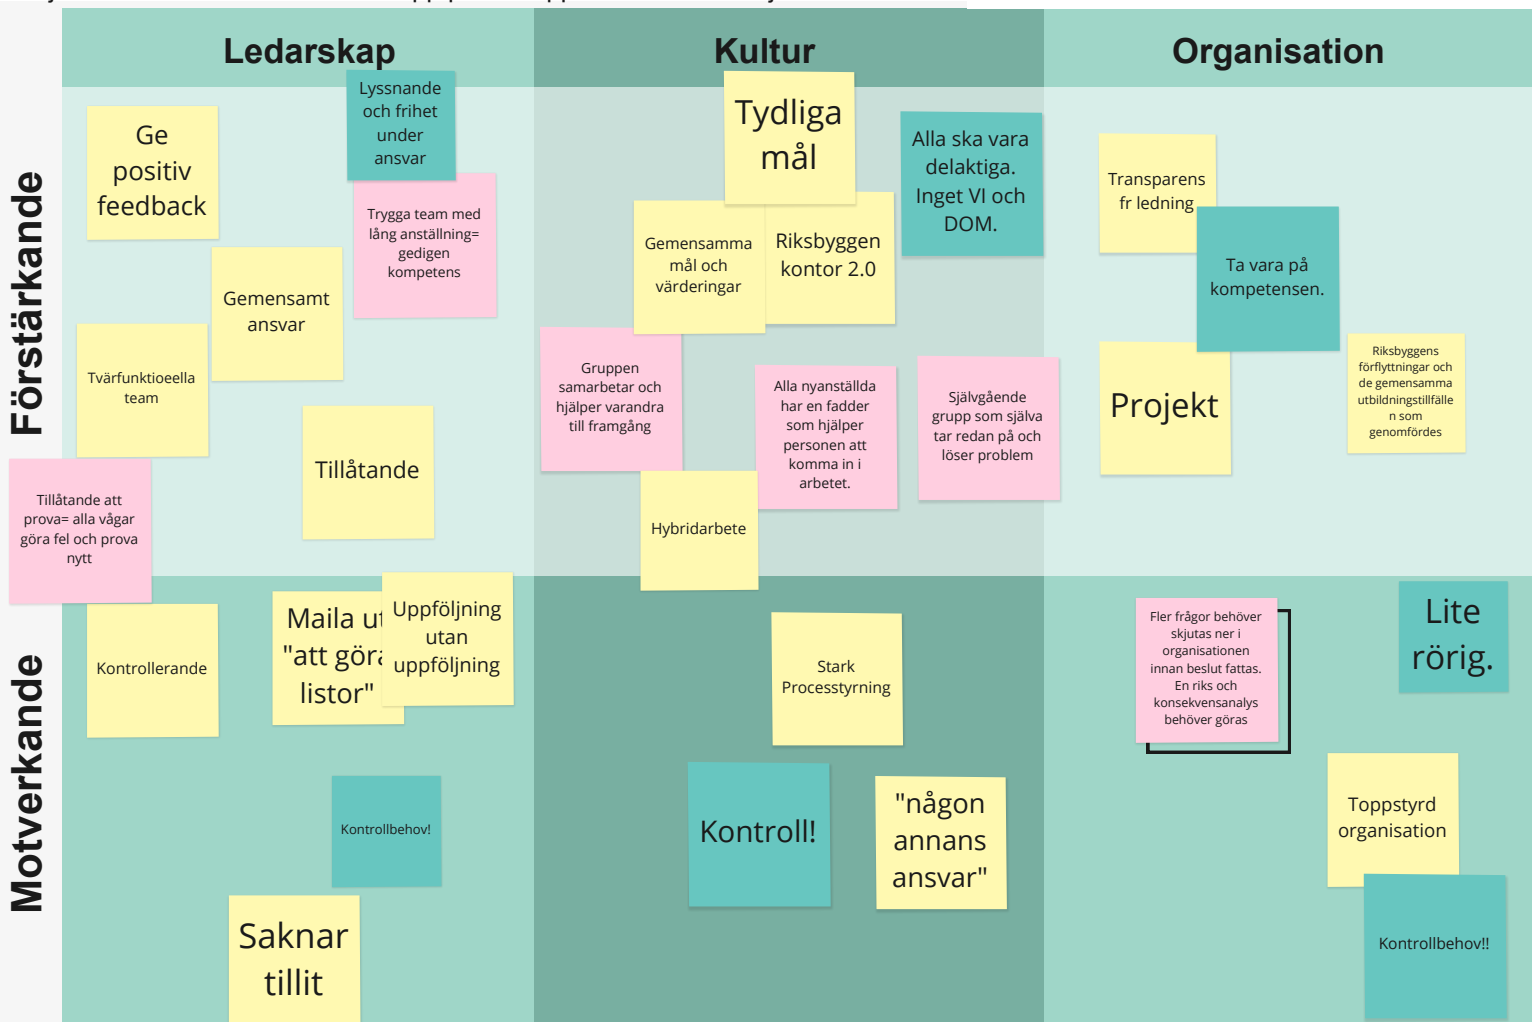 Ledarskap
Kultur
Organisation
Förstärkande
Ge
positiv
feedback
Lyssnande
och frihet
under
ansvar
Trygga team med
lång anställning=
gedigen
kompetens
Gemensamt
ansvar
Tvärfunktioeella
team
Tillåtande
Tillåtande att
prova= alla vågar
göra fel och prova
nytt
Tydliga
mål
Alla ska vara
delaktiga.
Inget VI och
DOM.
Gemensamma
mål och
värderingar
Riksbyggen
kontor 2.0
Gruppen
samarbetar och
hjälper varandra
till framgång
Alla nyanställda
har en fadder
som hjälper
personen att
komma in i
arbetet.
Självgående
grupp som själva
tar redan på och
löser problem
Hybridarbete
Transparens
fr ledning
Ta vara på
kompetensen.
Projekt
Riksbyggens
förflyttningar och
de gemensamma
utbildningstillfälle
n som
genomfördes
Motverkande
Kontrollerande
Maila ut
"att göra
listor"
Uppföljning
utan
uppföljning
Kontrollbehov!
Saknar
tillit
Stark
Processtyrning
Kontroll!
"någon
annans
ansvar"
Fler frågor behöver
skjutas ner i
organisationen
innan beslut fattas.
En riks och
konsekvensanalys
behöver göras
Lite
rörig.
Toppstyrd
organisation
Kontrollbehov!!